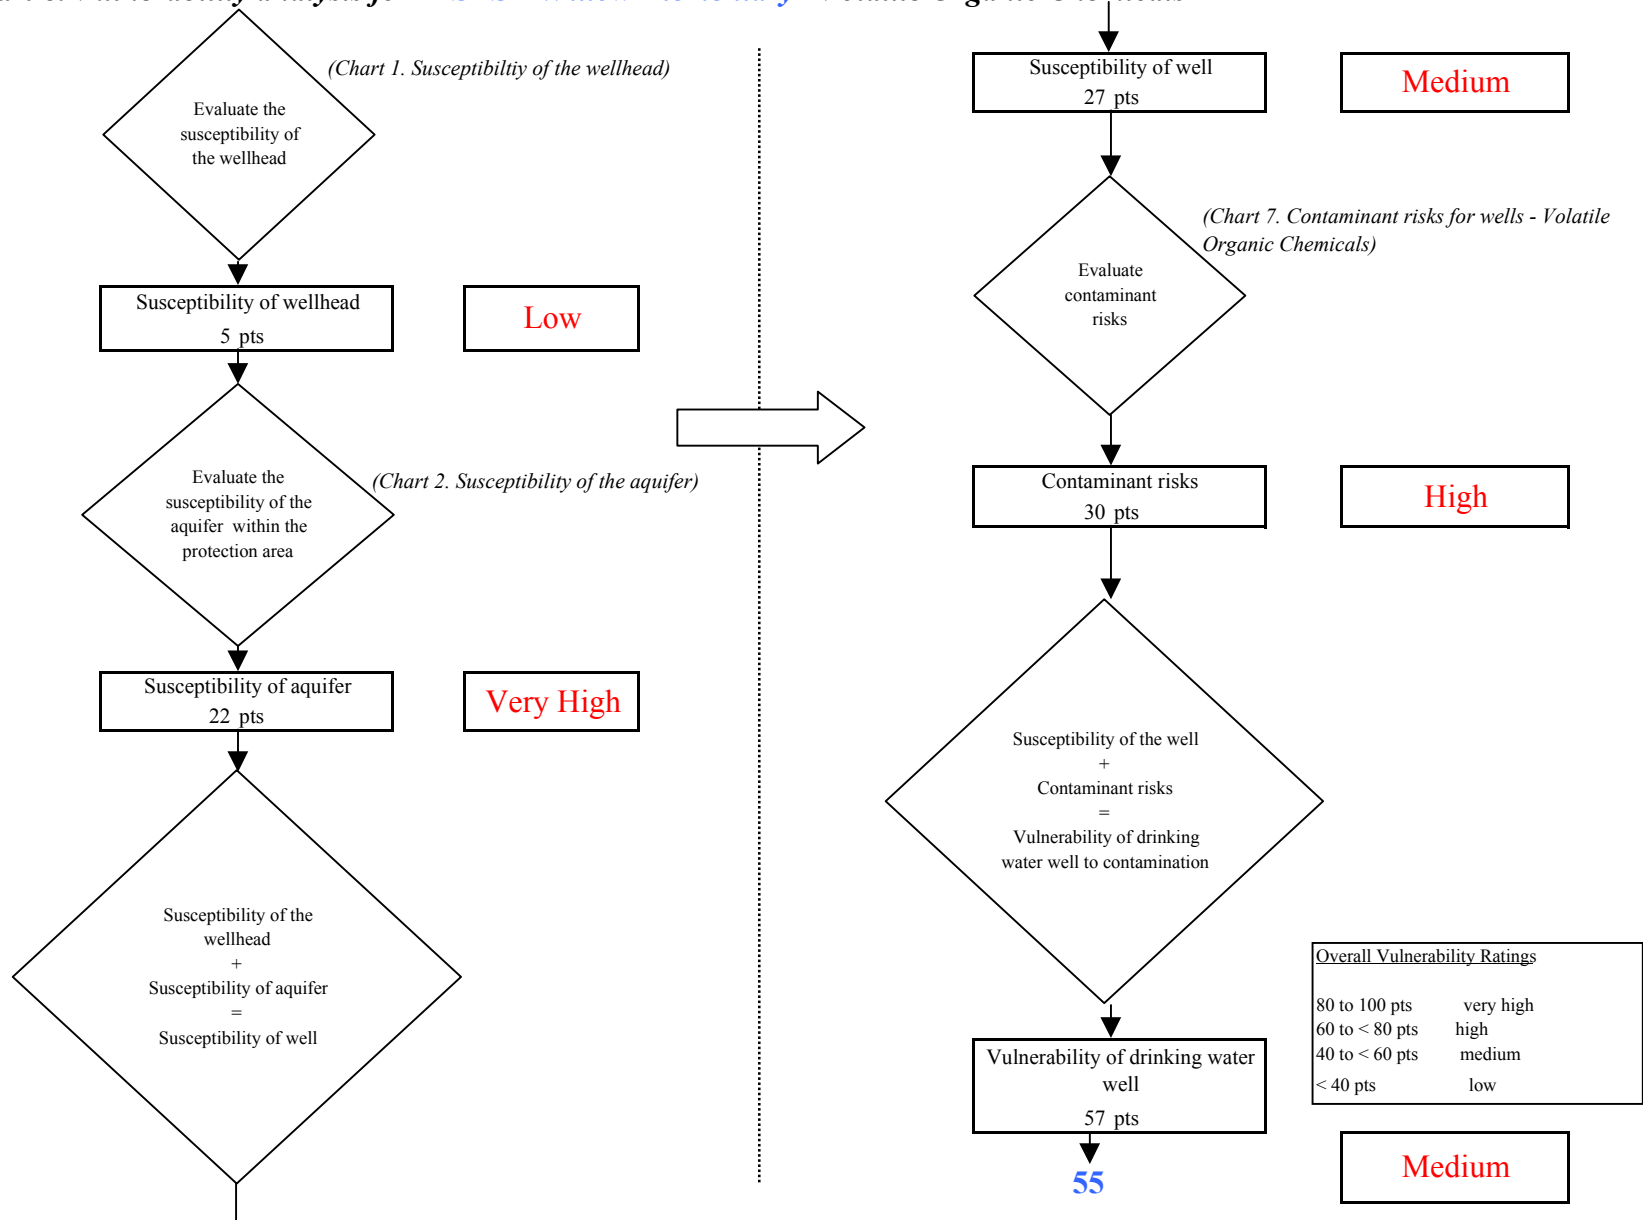 (Chart 1. Susceptibiltiy of the wellhead)
Evaluate the
susceptibility of
the wellhead
Susceptibility of wellhead
5 pts
Low
Evaluate the
susceptibility of the
aquifer within the
protection area
(Chart 2. Susceptibility of the aquifer)
Susceptibility of aquifer
22 pts
Very High
Susceptibility of the
wellhead
+
Susceptibility of aquifer
=
Susceptibility of well
Susceptibility of well
27 pts
Medium
Evaluate
contaminant
risks
(Chart 7. Contaminant risks for wells - Volatile
Organic Chemicals)
Contaminant risks
30 pts
High
Susceptibility of the well
+
Contaminant risks
=
Vulnerability of drinking
water well to contamination
Vulnerability of drinking water
well
57 pts
55
Overall Vulnerability Ratings
80 to 100 pts very high
60 to < 80 pts high
40 to < 60 pts medium
< 40 pts low
Medium